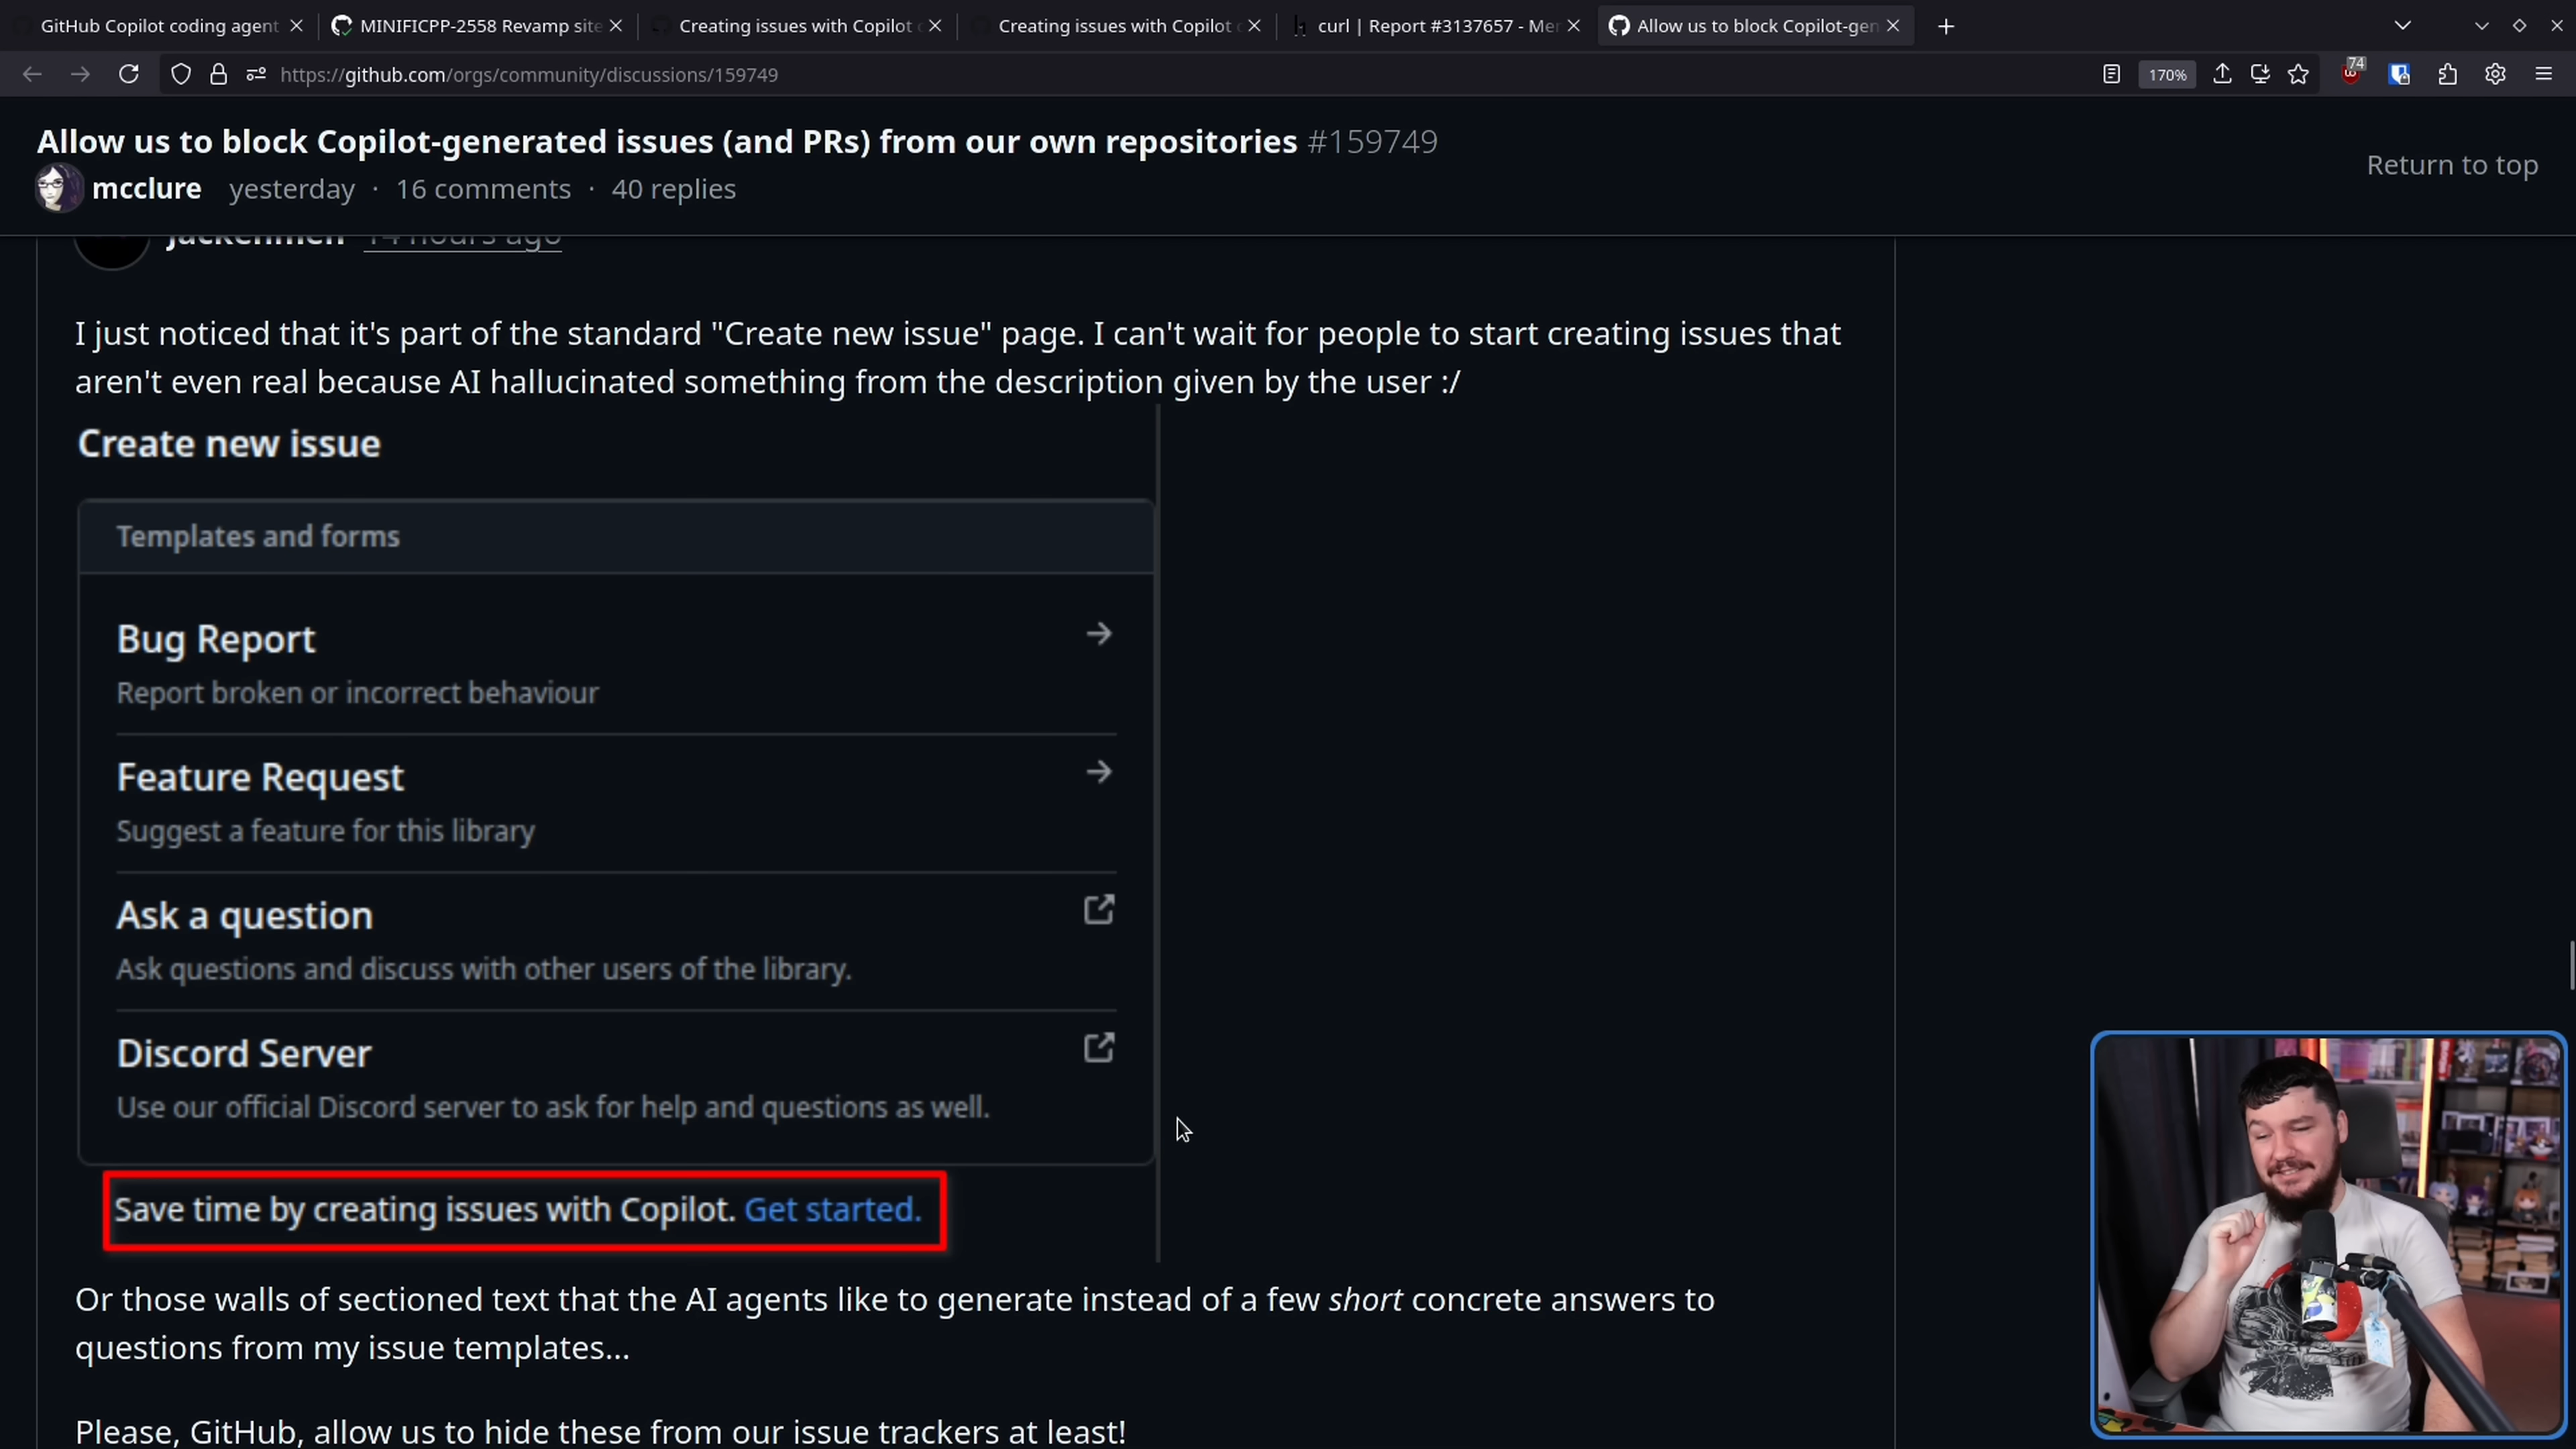 GitHub Copilot coding agent
MINIFICPP-2558 Revamp site
Creating issues with Copilot
Creating issues with Copilot
curl | Report #3137657 - Mer
Allow us to block Copilot-gen
https://github.com/orgs/community/discussions/159749
170%
74
Allow us to block Copilot-generated issues (and PRs) from our own repositories #159749
mcclure yesterday · 16 comments · 40 replies
Return to top
14 hours ago
I just noticed that it's part of the standard "Create new issue" page. I can't wait for people to start creating issues that
aren't even real because AI hallucinated something from the description given by the user :/
Create new issue
Templates and forms
Bug Report
Report broken or incorrect behaviour
Feature Request
Suggest a feature for this library
Ask a question
Ask questions and discuss with other users of the library.
Discord Server
Use our official Discord server to ask for help and questions as well.
Save time by creating issues with Copilot. Get started.
Or those walls of sectioned text that the AI agents like to generate instead of a few short concrete answers to
questions from my issue templates...
Please, GitHub, allow us to hide these from our issue trackers at least!